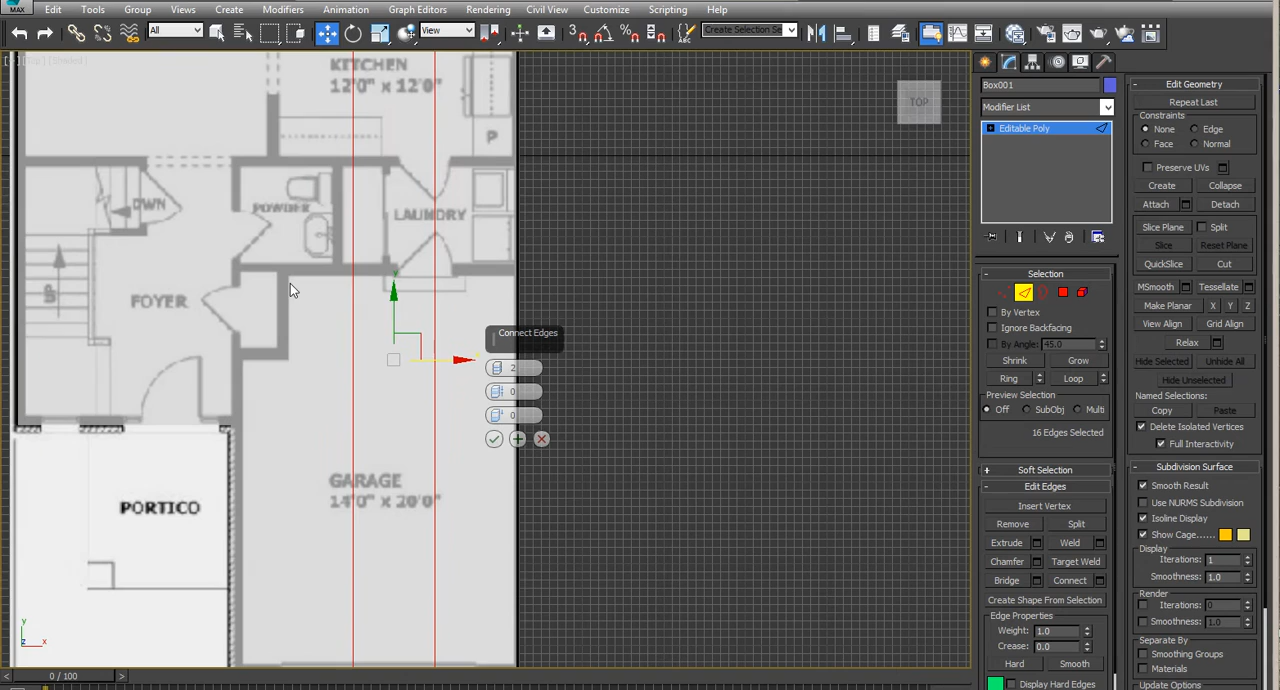 MAX
Edit Tools Group Views Create Modifiers Animation Graph Editors Rendering Civil View Customize Scripting Help
All
View
Create Selection Se
TOP
KITCHEN
12'0" x 12'0"
P
DWN
POWDER
LAUNDRY
UP
FOYER
GARAGE
14'0" x 20'0"
PORTICO
Connect Edges
2
0
0
y
x
z
0 / 100
Box001
Modifier List
Editable Poly
Selection
By Vertex
Ignore Backfacing
By Angle: 45.0
Shrink Grow
Ring Loop
Preview Selection
Off SubObj Multi
16 Edges Selected
Soft Selection
Edit Edges
Insert Vertex
Remove Split
Extrude Weld
Chamfer Target Weld
Bridge Connect
Create Shape From Selection
Edge Properties
Weight: 1.0
Crease: 0.0
Hard Smooth
Display Hard Edges
Edit Geometry
Repeat Last
Constraints
None Edge
Face Normal
Preserve UVs
Create Collapse
Attach Detach
Slice Plane Split
Slice Reset Plane
QuickSlice Cut
MSmooth Tessellate
Make Planar X Y Z
View Align Grid Align
Relax
Hide Selected Unhide All
Hide Unselected
Named Selections:
Copy Paste
Delete Isolated Vertices
Full Interactivity
Subdivision Surface
Smooth Result
Use NURMS Subdivision
Isoline Display
Show Cage......
Display
Iterations: 1
Smoothness: 1.0
Render
Iterations: 0
Smoothness: 1.0
Separate By
Smoothing Groups
Materials
Update Options